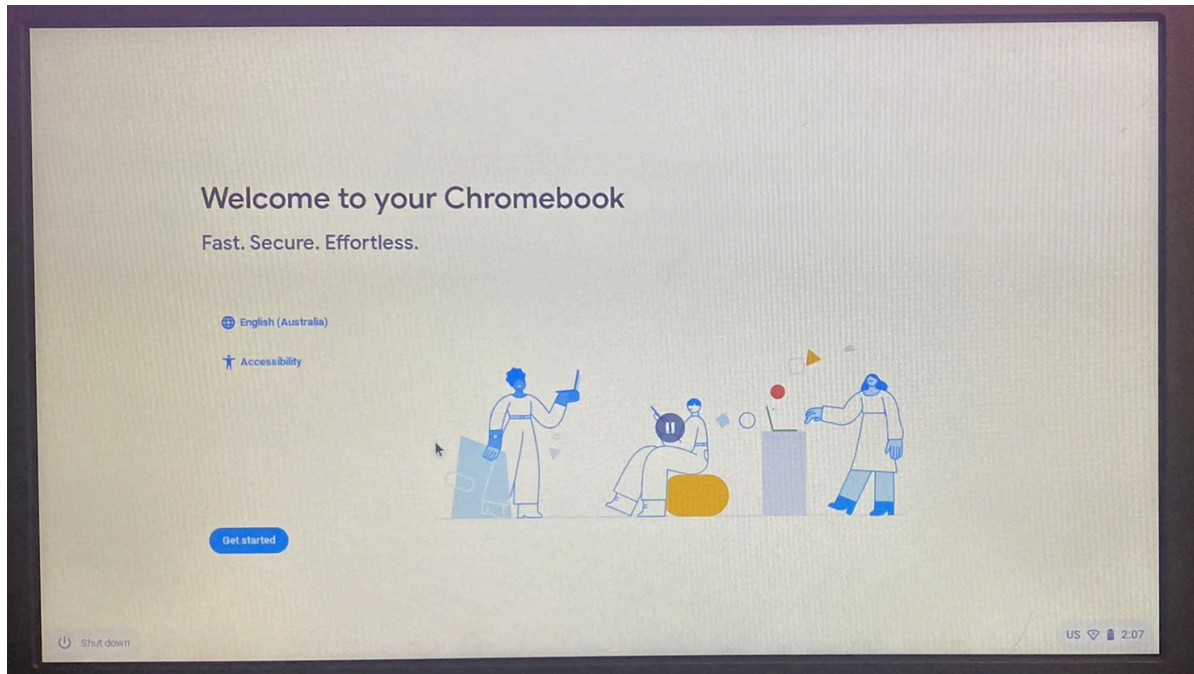 Welcome to your Chromebook
Fast. Secure. Effortless.
English (Australia)
Accessibility
Get started
Shut down
US 2:07